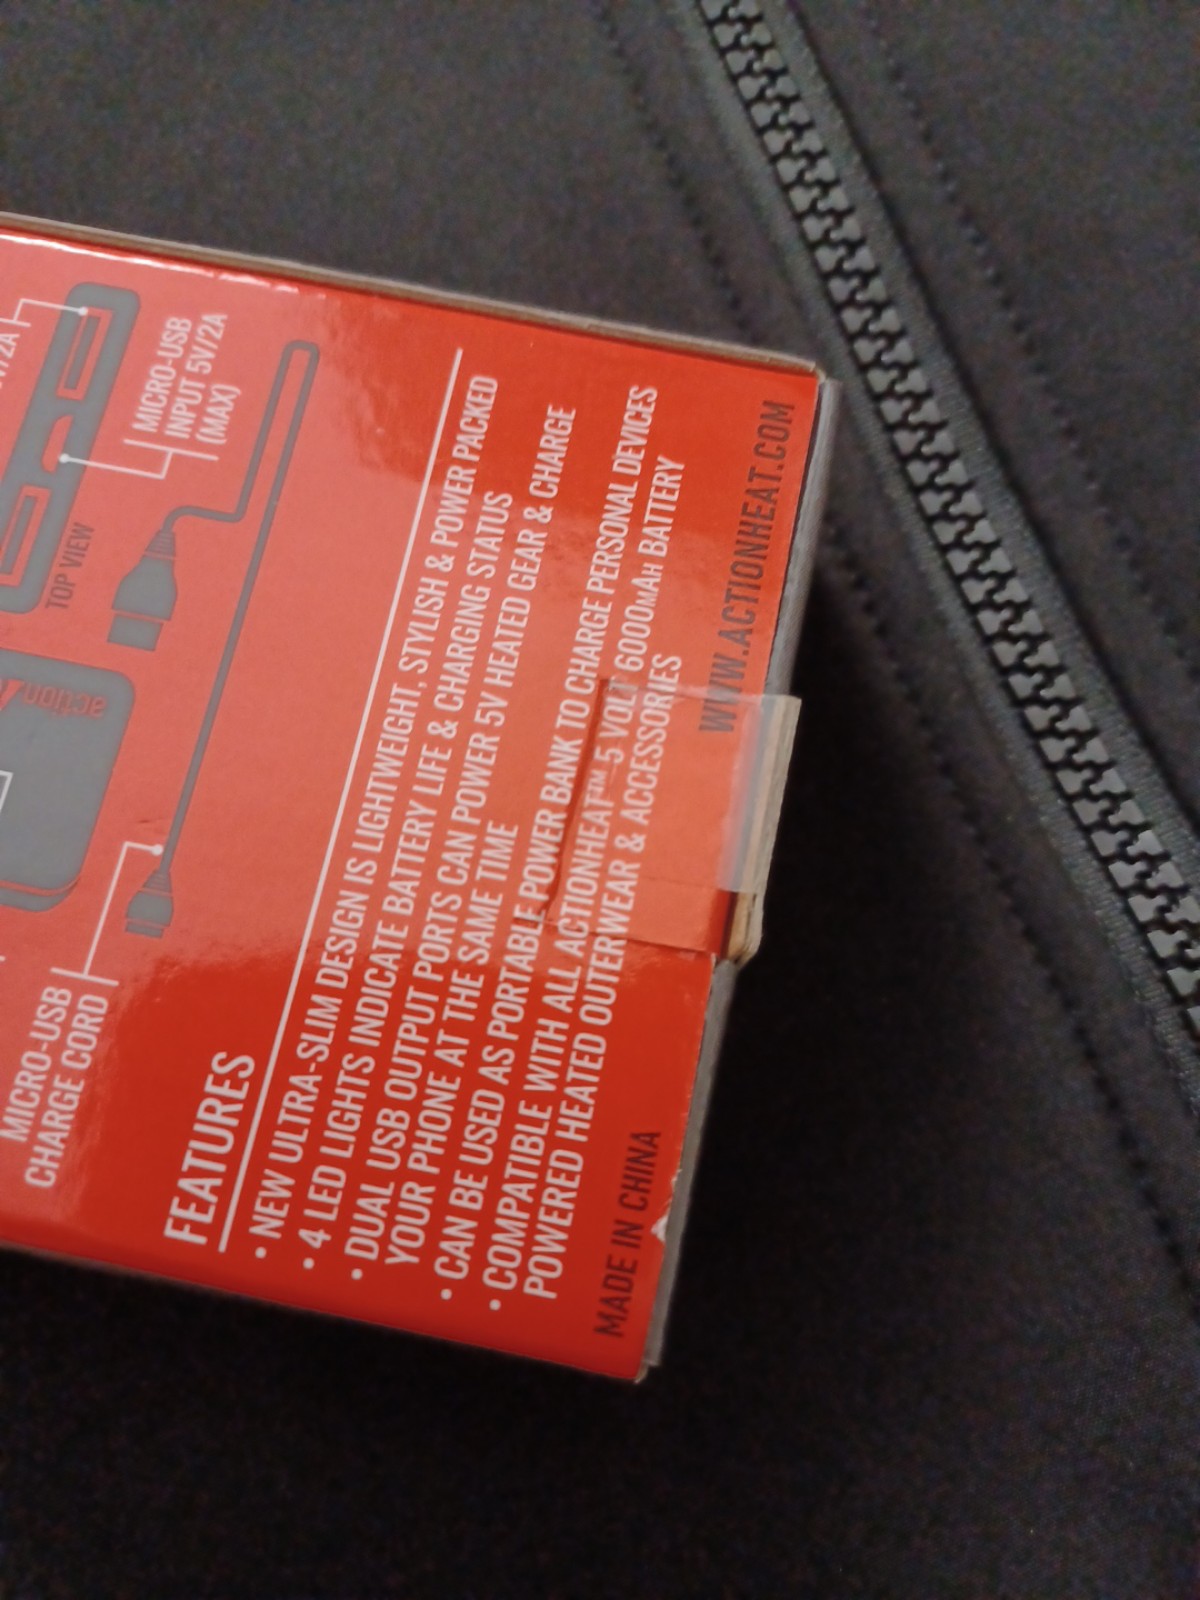 MICRO-USB
INPUT 5V/2A
(MAX)
TOP VIEW
action
MICRO-USB
CHARGE CORD
FEATURES
• NEW ULTRA-SLIM DESIGN IS LIGHTWEIGHT, STYLISH & POWER PACKED
• 4 LED LIGHTS INDICATE BATTERY LIFE & CHARGING STATUS
• DUAL USB OUTPUT PORTS CAN POWER 5V HEATED GEAR & CHARGE
YOUR PHONE AT THE SAME TIME
• CAN BE USED AS PORTABLE POWER BANK TO CHARGE PERSONAL DEVICES
• COMPATIBLE WITH ALL ACTIONHEAT™ 5 VOLT 6000MAH BATTERY
POWERED HEATED OUTERWEAR & ACCESSORIES
MADE IN CHINA
WWW.ACTIONHEAT.COM